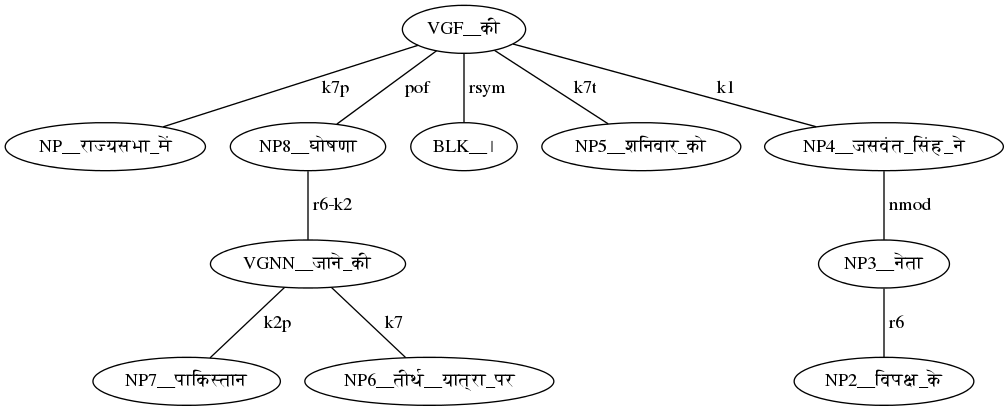 VGF__की
k7p pof rsym k7t k1
NP__राज्यसभा_में NP8__घोषणा BLK__। NP5__शनिवार_को NP4__जसवंत_सिंह_ने
r6-k2 nmod
VGNN__जाने_की NP3__नेता
k2p k7 r6
NP7__पाकिस्तान NP6__तीर्थ__यात्रा_पर NP2__विपक्ष_के